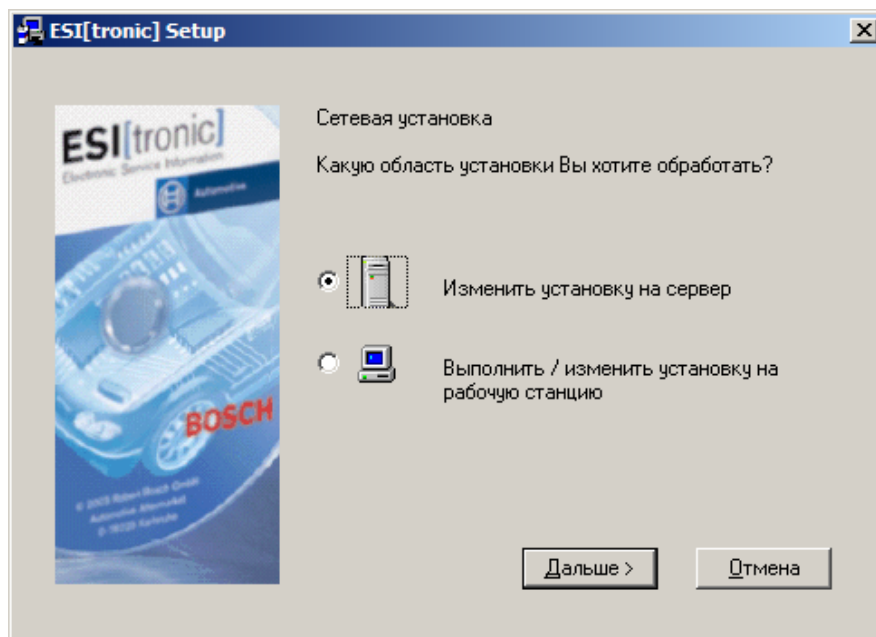 ESI[tronic] Setup
ESI[tronic]
Electronic Service Information
Automotive
BOSCH
Сетевая установка
Какую область установки Вы хотите обработать?
Изменить установку на сервер
Выполнить / изменить установку на
рабочую станцию
Дальше >
Отмена